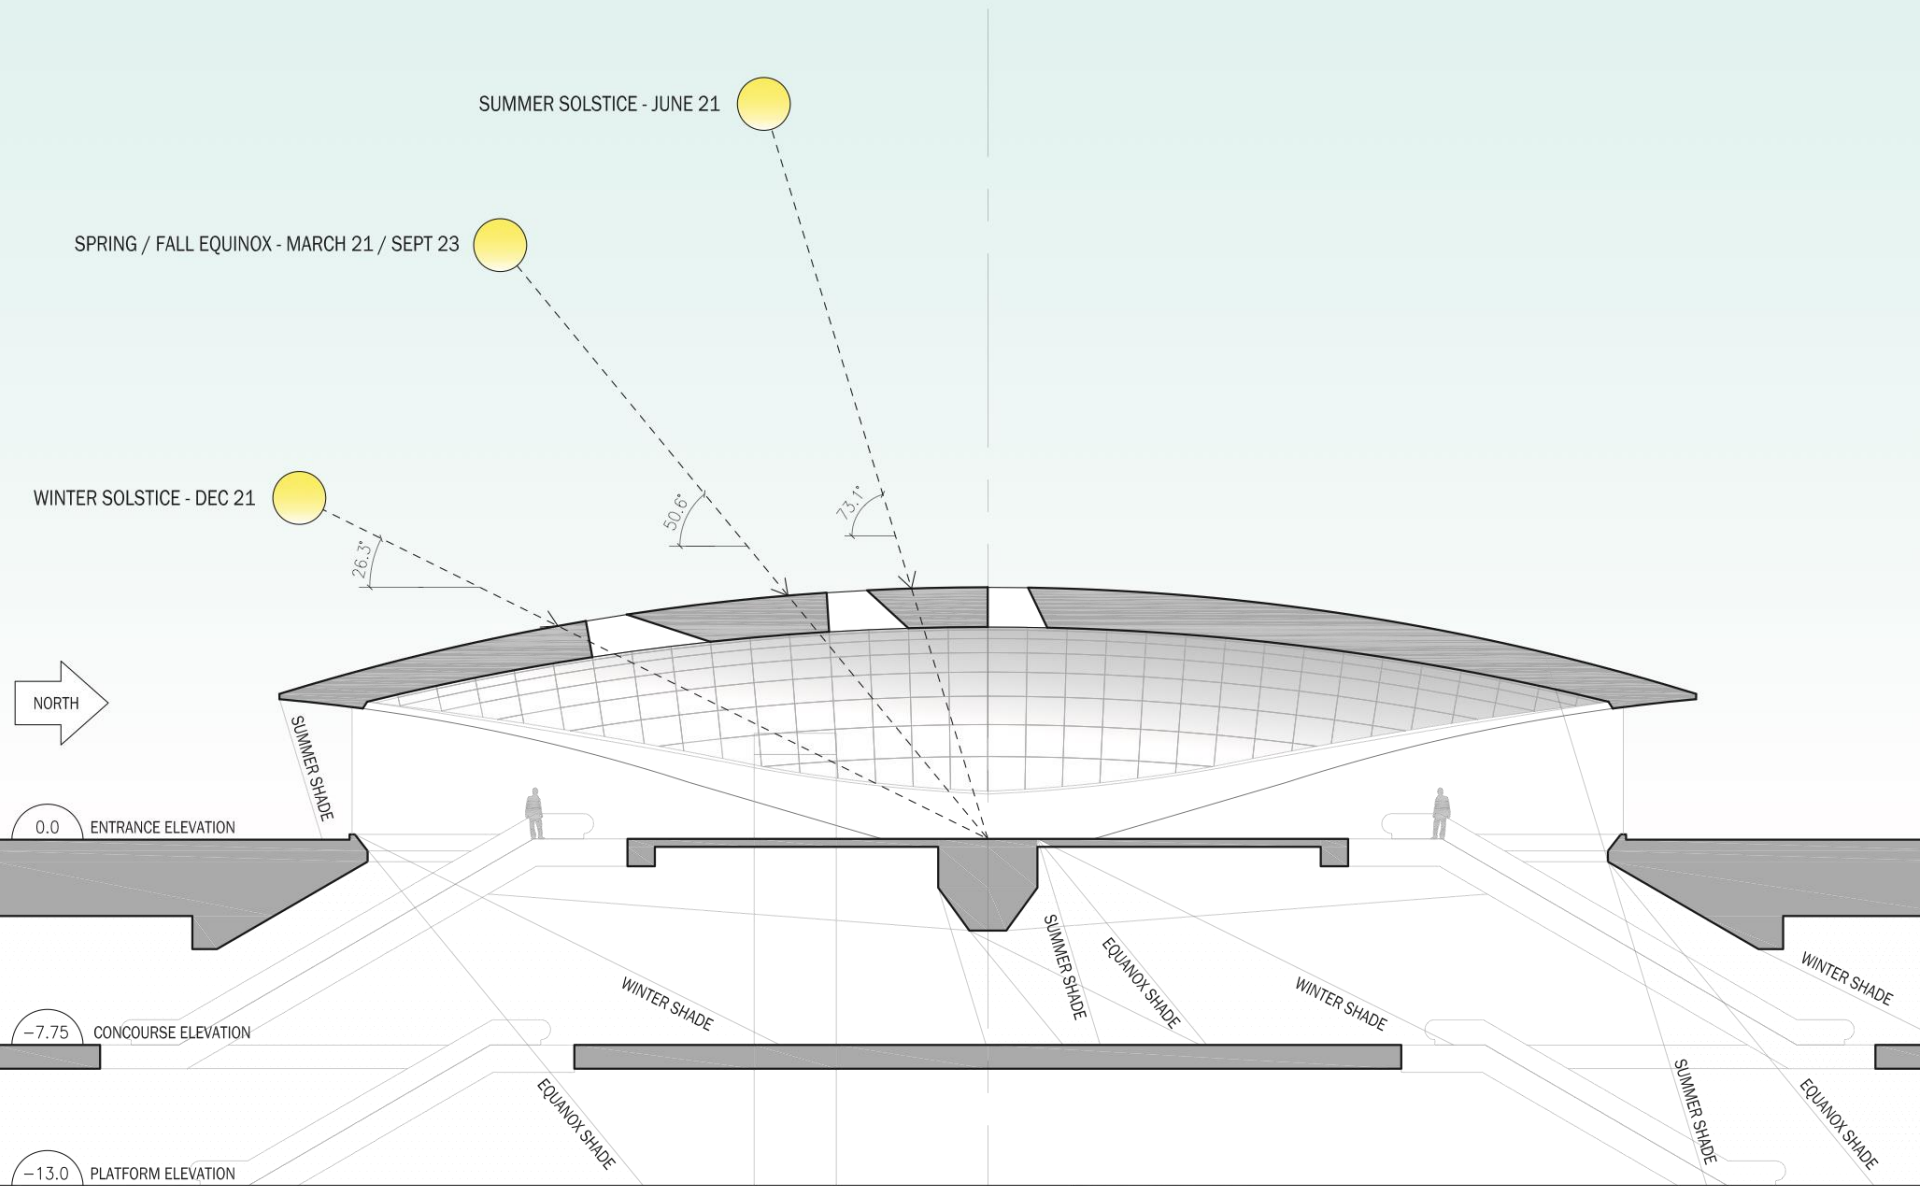 SUMMER SOLSTICE - JUNE 21
SPRING / FALL EQUINOX - MARCH 21 / SEPT 23
WINTER SOLSTICE - DEC 21
26.3°
50.6°
73.1°
NORTH
SUMMER SHADE
0.0 ENTRANCE ELEVATION
WINTER SHADE
SUMMER SHADE
EQUANOX SHADE
WINTER SHADE
WINTER SHADE
−7.75 CONCOURSE ELEVATION
EQUANOX SHADE
SUMMER SHADE
EQUANOX SHADE
−13.0 PLATFORM ELEVATION